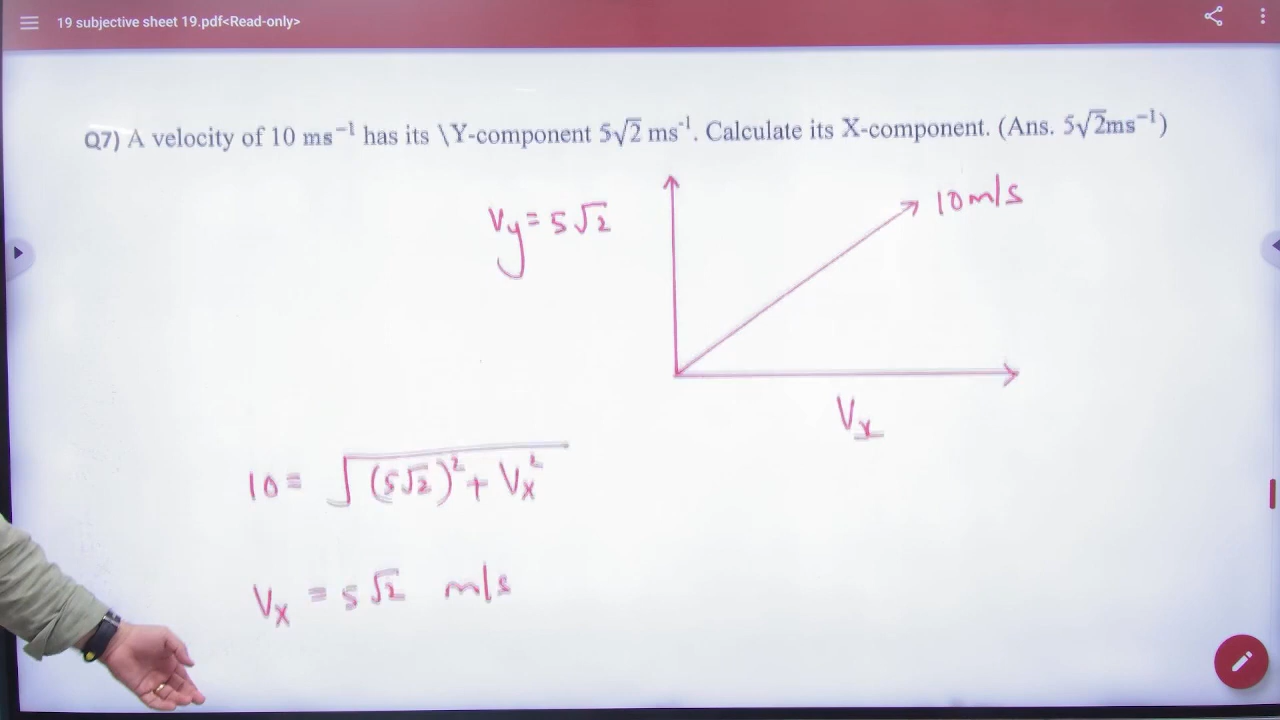 19 subjective sheet 19.pdf<Read-only>
Q7) A velocity of 10 ms⁻¹ has its \Y-component 5√2 ms⁻¹. Calculate its X-component. (Ans. 5√2ms⁻¹)
Vy = 5√2
10m/s
Vx
10 = √(5√2)² + Vx²
Vx = 5√2 m/s